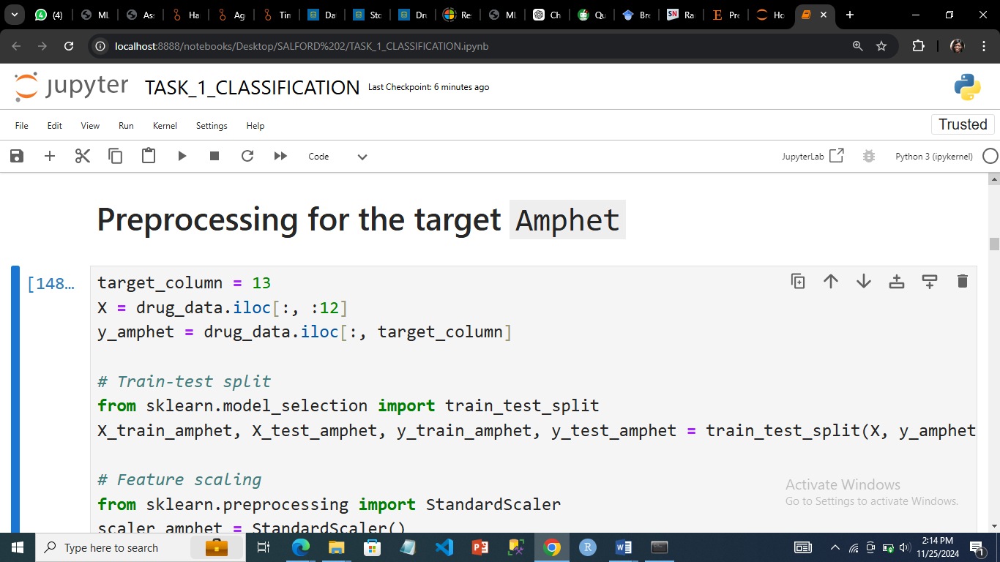 (4)
ML
Ass
Ha
Ag
Tim
Da
Sto
Dru
Re
ML
Ch
Qu
Bre
SN
Ra
Pre
Ho
localhost:8888/notebooks/Desktop/SALFORD%202/TASK_1_CLASSIFICATION.ipynb
jupyter TASK_1_CLASSIFICATION Last Checkpoint: 6 minutes ago
File Edit View Run Kernel Settings Help Trusted
Code JupyterLab Python 3 (ipykernel)
Preprocessing for the target Amphet
[148…
target_column = 13
X = drug_data.iloc[:, :12]
y_amphet = drug_data.iloc[:, target_column]
# Train-test split
from sklearn.model_selection import train_test_split
X_train_amphet, X_test_amphet, y_train_amphet, y_test_amphet = train_test_split(X, y_amphet
# Feature scaling
from sklearn.preprocessing import StandardScaler
scaler_amphet = StandardScaler()
Activate Windows
Go to Settings to activate Windows.
Type here to search
2:14 PM
11/25/2024
1